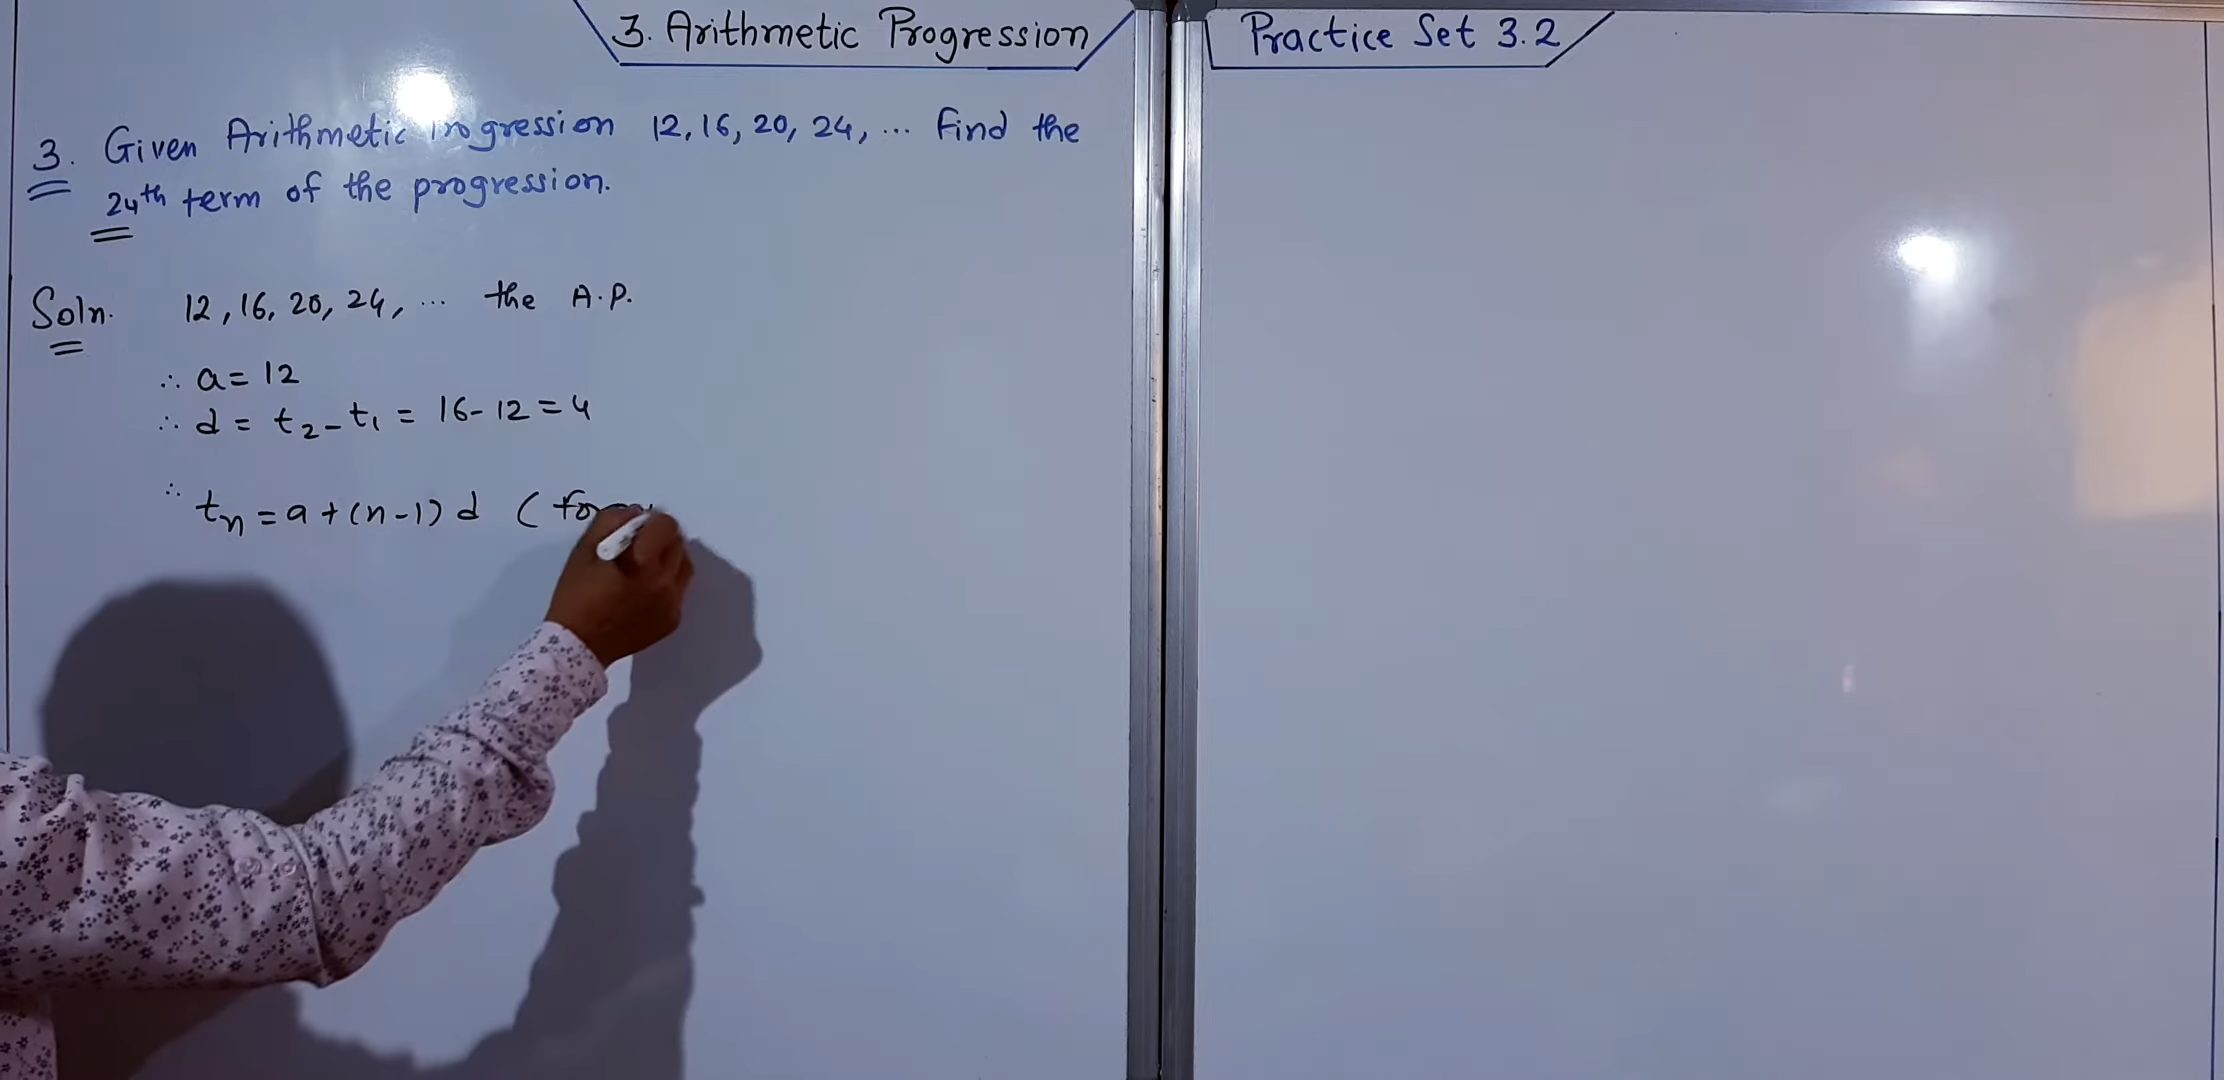 3. Arithmetic Progression
Practice Set 3.2
3. Given Arithmetic Progression 12, 16, 20, 24, ... Find the
24th term of the progression.
Soln. 12, 16, 20, 24, ... the A.P.
∴ a = 12
∴ d = t₂ - t₁ = 16 - 12 = 4
∴ tₙ = a + (n - 1) d (